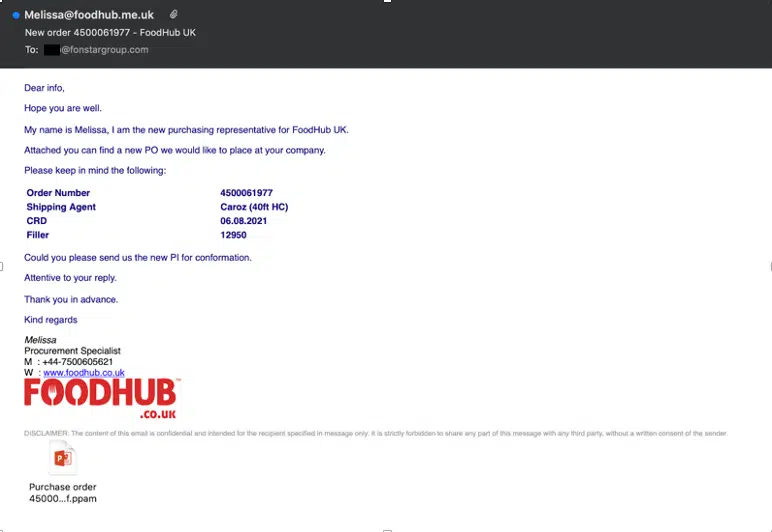 Melissa@foodhub.me.uk
New order 4500061977 - FoodHub UK
To: @fonstargroup.com
Dear info,
Hope you are well.
My name is Melissa, I am the new purchasing representative for FoodHub UK.
Attached you can find a new PO we would like to place at your company.
Please keep in mind the following:
Order Number 4500061977
Shipping Agent Caroz (40ft HC)
CRD 06.08.2021
Filler 12950
Could you please send us the new PI for conformation.
Attentive to your reply.
Thank you in advance.
Kind regards
Melissa
Procurement Specialist
M : +44-7500605621
W : www.foodhub.co.uk
FOODHUB™
.CO.UK
DISCLAIMER: The content of this email is confidential and intended for the recipient specified in message only. It is strictly forbidden to share any part of this message with any third party, without a written consent of the sender.
P
Purchase order
45000...f.ppam